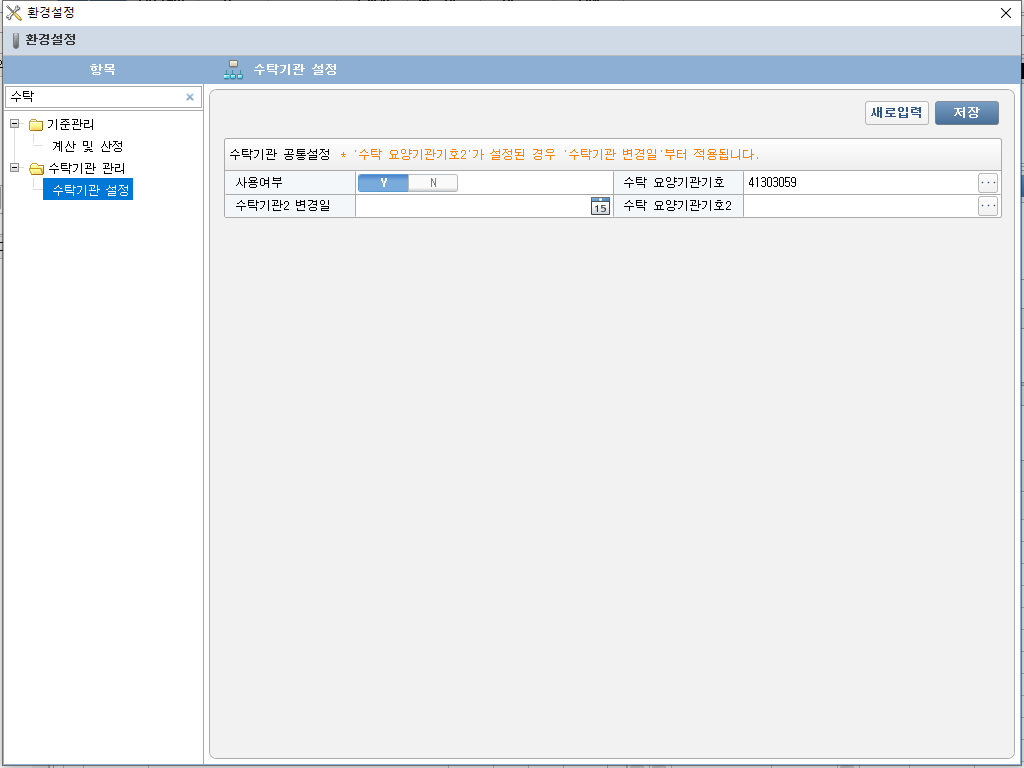 환경설정
환경설정
항목
수탁기관 설정
수탁
새로입력 저장
기준관리
계산 및 산정
수탁기관 관리
수탁기관 설정
수탁기관 공통설정 * '수탁 요양기관기호2'가 설정된 경우 '수탁기관 변경일'부터 적용됩니다.
사용여부 Y N 수탁 요양기관기호 41303059 ...
수탁기관2 변경일 15 수탁 요양기관기호2 ...